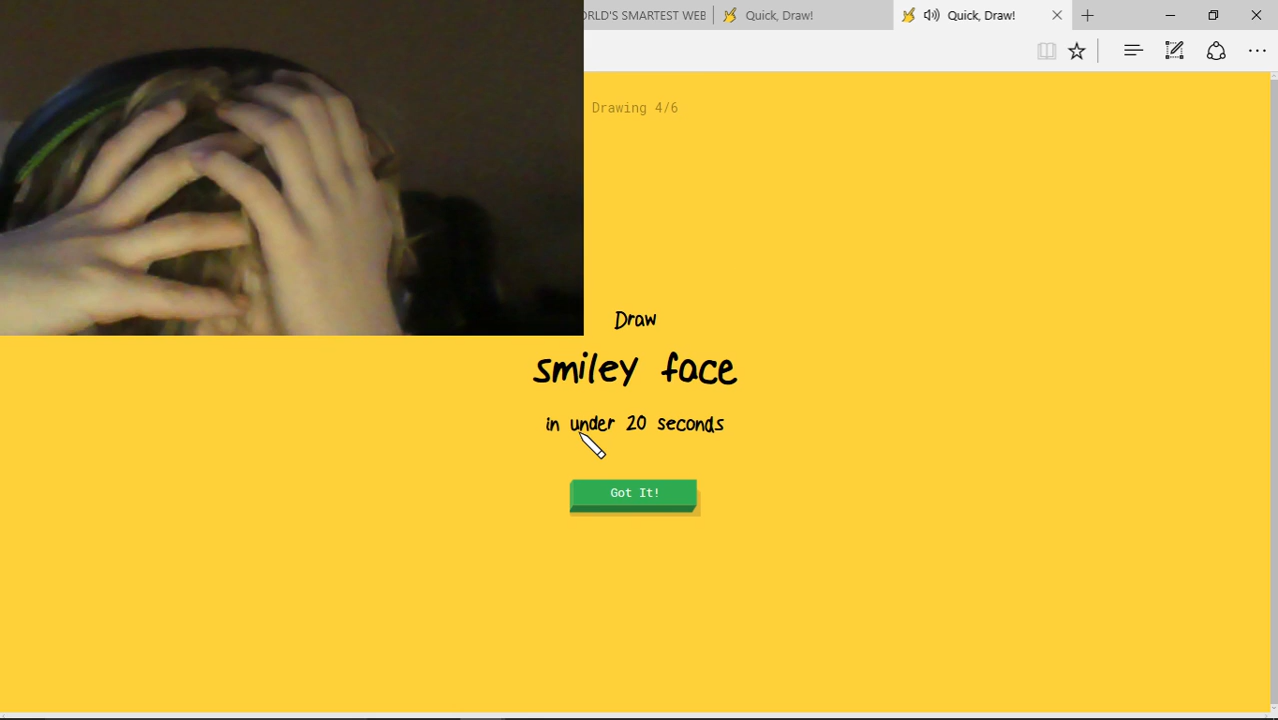 ORLD'S SMARTEST WEB
Quick, Draw!
Quick, Draw!
Drawing 4/6
Draw
smiley face
in under 20 seconds
Got It!